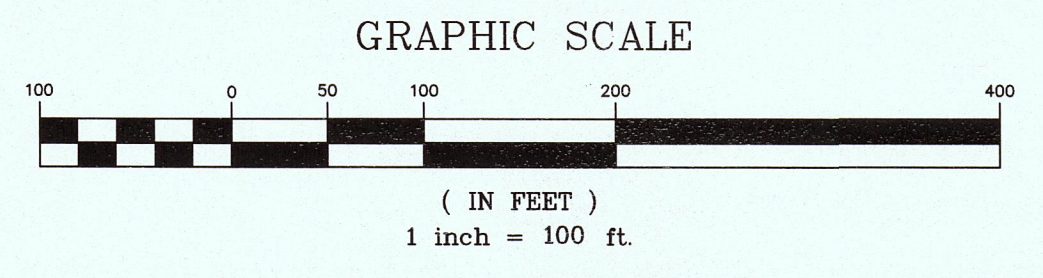 GRAPHIC SCALE
100 0 50 100 200 400
( IN FEET )
1 inch = 100 ft.